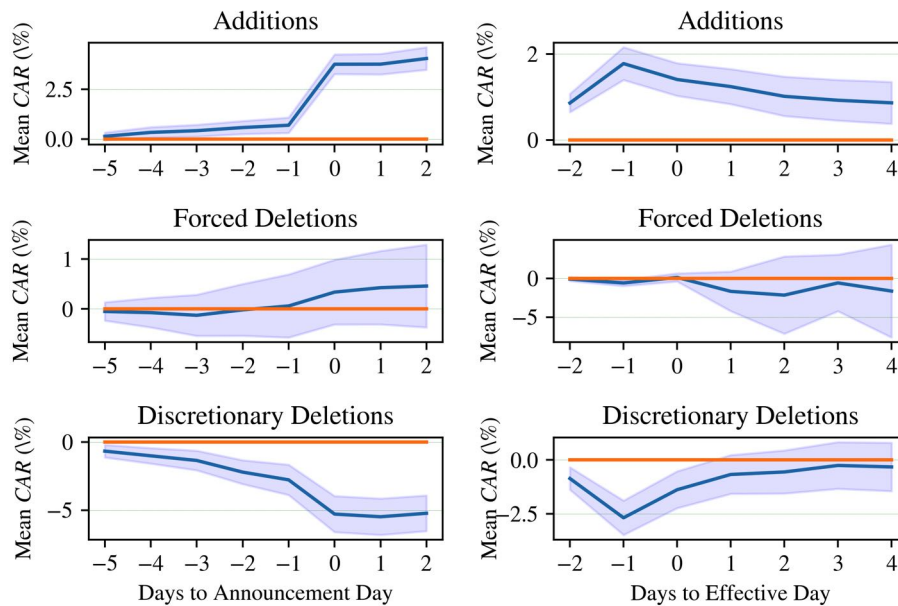 Additions
Mean CAR (\%)
2.5
0.0
−5 −4 −3 −2 −1 0 1 2
Additions
Mean CAR (\%)
2
0
−2 −1 0 1 2 3 4
Forced Deletions
Mean CAR (\%)
1
0
−5 −4 −3 −2 −1 0 1 2
Forced Deletions
Mean CAR (\%)
0
−5
−2 −1 0 1 2 3 4
Discretionary Deletions
Mean CAR (\%)
0
−5
−5 −4 −3 −2 −1 0 1 2
Days to Announcement Day
Discretionary Deletions
Mean CAR (\%)
0.0
−2.5
−2 −1 0 1 2 3 4
Days to Effective Day